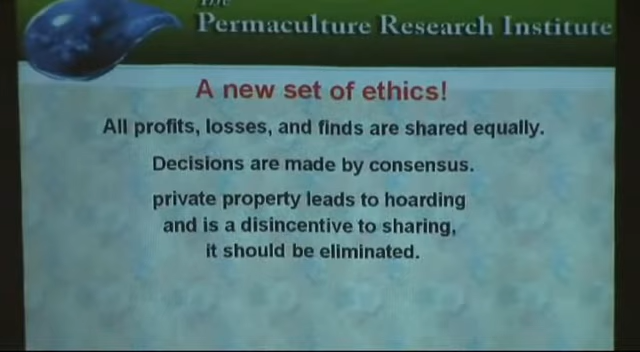 The
Permaculture Research Institute
A new set of ethics!
All profits, losses, and finds are shared equally.
Decisions are made by consensus.
private property leads to hoarding
and is a disincentive to sharing,
it should be eliminated.